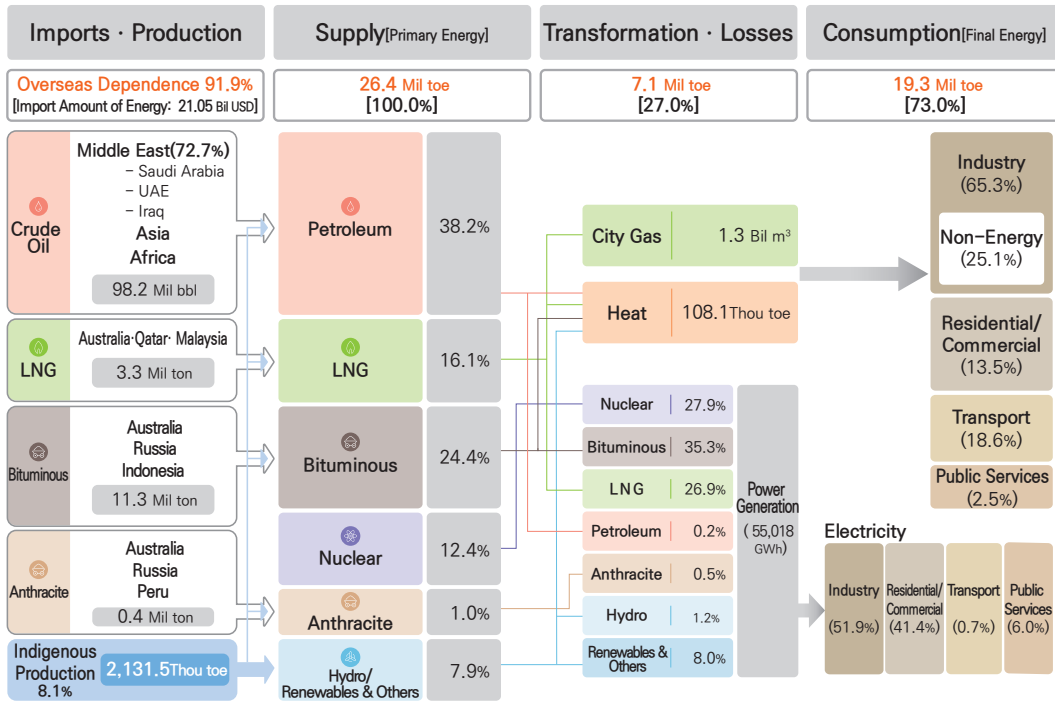 Imports · Production
Supply[Primary Energy]
Transformation · Losses
Consumption[Final Energy]
Overseas Dependence 91.9%
[Import Amount of Energy: 21.05 Bil USD]
26.4 Mil toe
[100.0%]
7.1 Mil toe
[27.0%]
19.3 Mil toe
[73.0%]
Crude
Oil
Middle East(72.7%)
– Saudi Arabia
– UAE
– Iraq
Asia
Africa
98.2 Mil bbl
LNG
Australia·Qatar· Malaysia
3.3 Mil ton
Bituminous
Australia
Russia
Indonesia
11.3 Mil ton
Anthracite
Australia
Russia
Peru
0.4 Mil ton
Indigenous
Production
8.1%
2,131.5Thou toe
Petroleum
38.2%
LNG
16.1%
Bituminous
24.4%
Nuclear
12.4%
Anthracite
1.0%
Hydro/
Renewables & Others
7.9%
City Gas
1.3 Bil m³
Heat
108.1Thou toe
Nuclear
27.9%
Bituminous
35.3%
LNG
26.9%
Petroleum
0.2%
Anthracite
0.5%
Hydro
1.2%
Renewables &
Others
8.0%
Power
Generation
( 55,018
GWh)
Industry
(65.3%)
Non-Energy
(25.1%)
Residential/
Commercial
(13.5%)
Transport
(18.6%)
Public Services
(2.5%)
Electricity
Industry
(51.9%)
Residential/
Commercial
(41.4%)
Transport
(0.7%)
Public
Services
(6.0%)